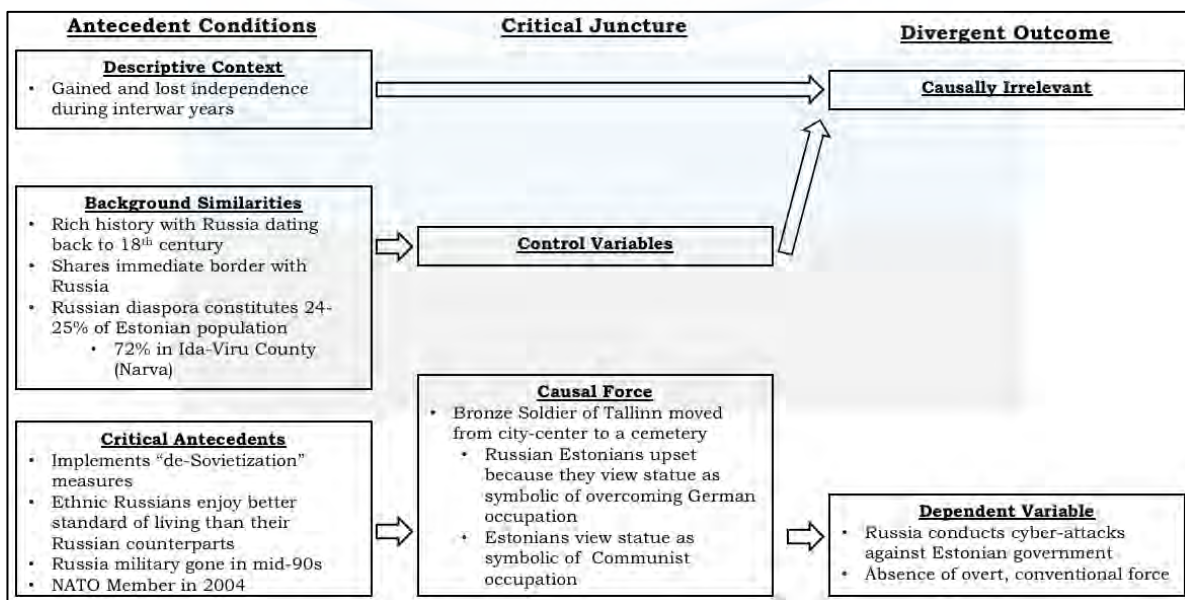 Antecedent Conditions
Critical Juncture
Divergent Outcome
Descriptive Context
• Gained and lost independence
during interwar years
Causally Irrelevant
Background Similarities
• Rich history with Russia dating
back to 18th century
• Shares immediate border with
Russia
• Russian diaspora constitutes 24-
25% of Estonian population
• 72% in Ida-Viru County
(Narva)
Control Variables
Critical Antecedents
• Implements “de-Sovietization”
measures
• Ethnic Russians enjoy better
standard of living than their
Russian counterparts
• Russia military gone in mid-90s
• NATO Member in 2004
Causal Force
• Bronze Soldier of Tallinn moved
from city-center to a cemetery
• Russian Estonians upset
because they view statue as
symbolic of overcoming German
occupation
• Estonians view statue as
symbolic of Communist
occupation
Dependent Variable
• Russia conducts cyber-attacks
against Estonian government
• Absence of overt, conventional force